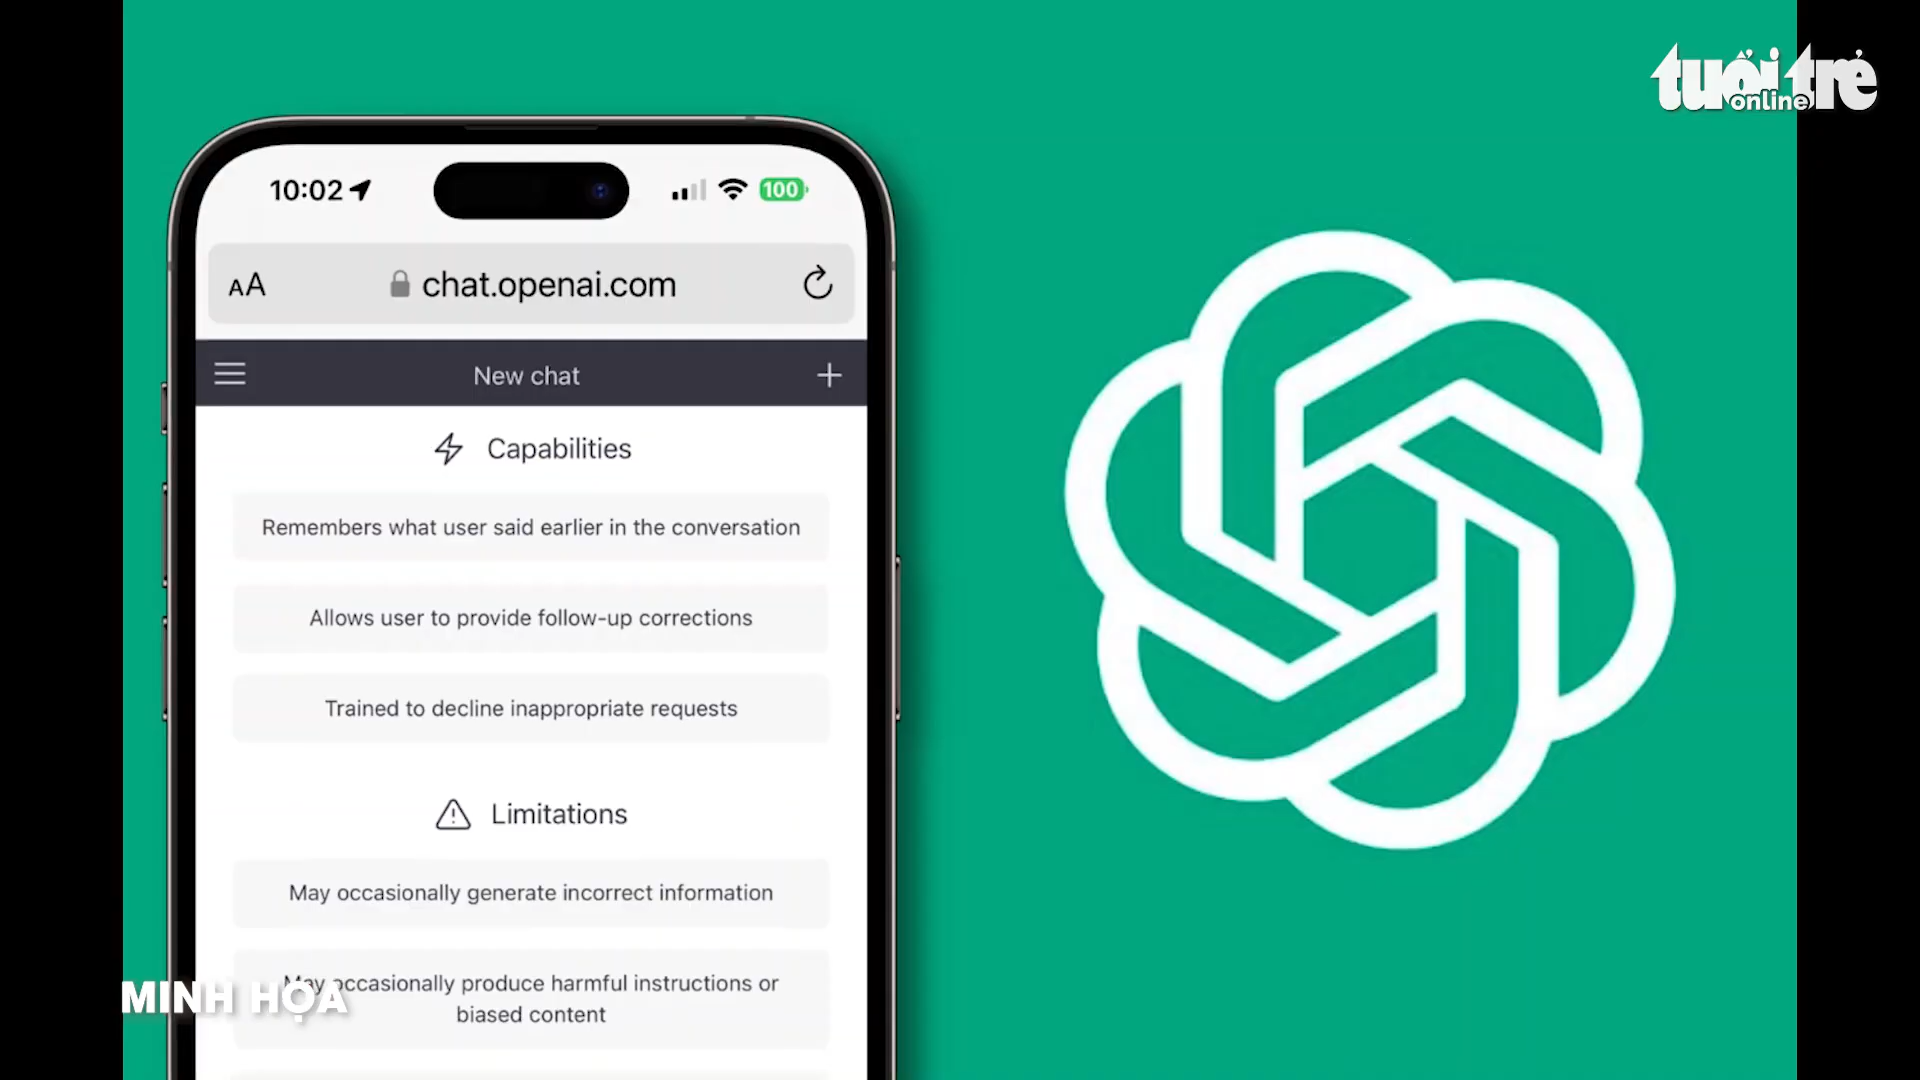 tuổi trẻ
online
10:02
100
AA
chat.openai.com
New chat
Capabilities
Remembers what user said earlier in the conversation
Allows user to provide follow-up corrections
Trained to decline inappropriate requests
Limitations
May occasionally generate incorrect information
May occasionally produce harmful instructions or
biased content
MINH HỌA